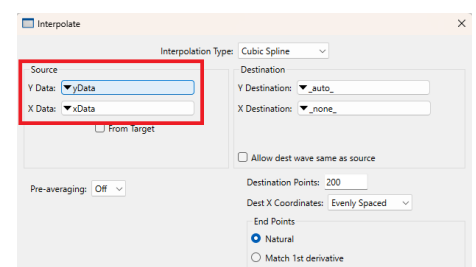 Interpolate
Interpolation Type: Cubic Spline
Source
Y Data: yData
X Data: xData
From Target
Destination
Y Destination: _auto_
X Destination: _none_
Allow dest wave same as source
Pre-averaging: Off
Destination Points: 200
Dest X Coordinates: Evenly Spaced
End Points
Natural
Match 1st derivative